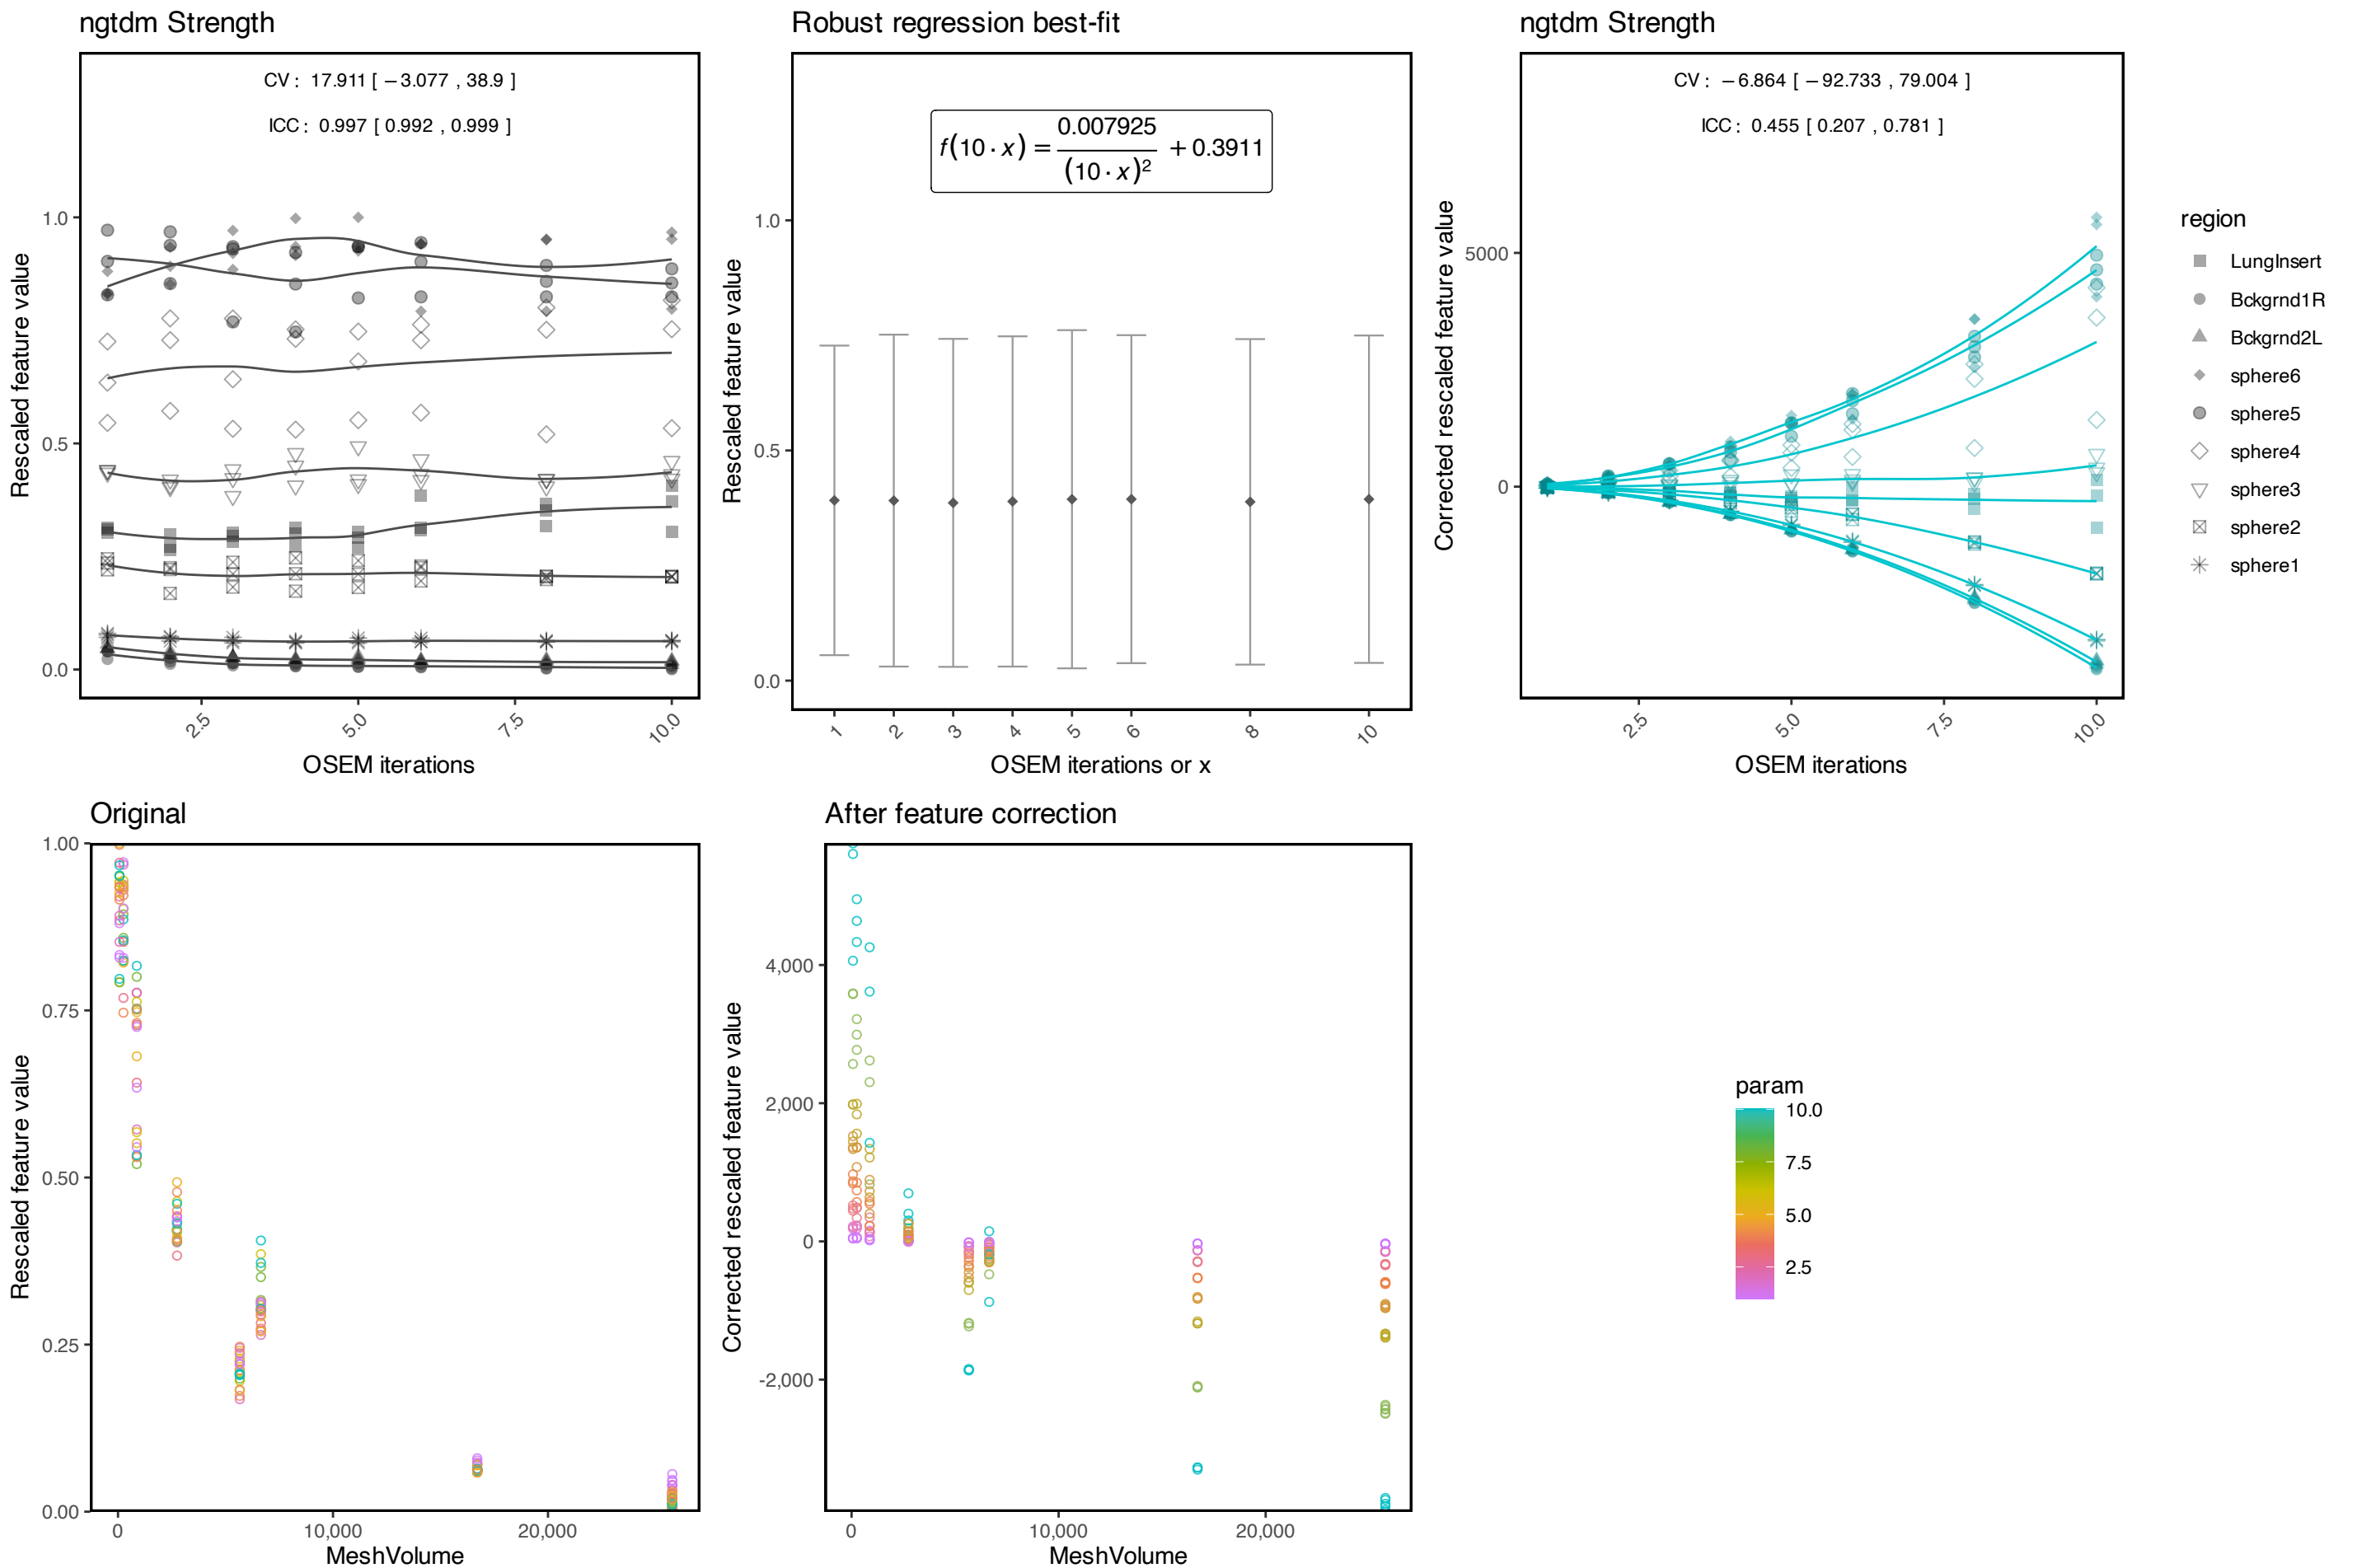 ngtdm Strength
CV : 17.911 [ −3.077 , 38.9 ]
ICC : 0.997 [ 0.992 , 0.999 ]
Rescaled feature value
1.0
0.5
0.0
2.5
5.0
7.5
10.0
OSEM iterations
Robust regression best-fit
f(10 · x) = 0.007925 / (10 · x)² + 0.3911
Rescaled feature value
1.0
0.5
0.0
1
2
3
4
5
6
8
10
OSEM iterations or x
ngtdm Strength
CV : −6.864 [ −92.733 , 79.004 ]
ICC : 0.455 [ 0.207 , 0.781 ]
Corrected rescaled feature value
5000
0
2.5
5.0
7.5
10.0
OSEM iterations
region
LungInsert
Bckgrnd1R
Bckgrnd2L
sphere6
sphere5
sphere4
sphere3
sphere2
sphere1
Original
Rescaled feature value
1.00
0.75
0.50
0.25
0.00
0
10,000
20,000
MeshVolume
After feature correction
Corrected rescaled feature value
4,000
2,000
0
-2,000
0
10,000
20,000
MeshVolume
param
10.0
7.5
5.0
2.5